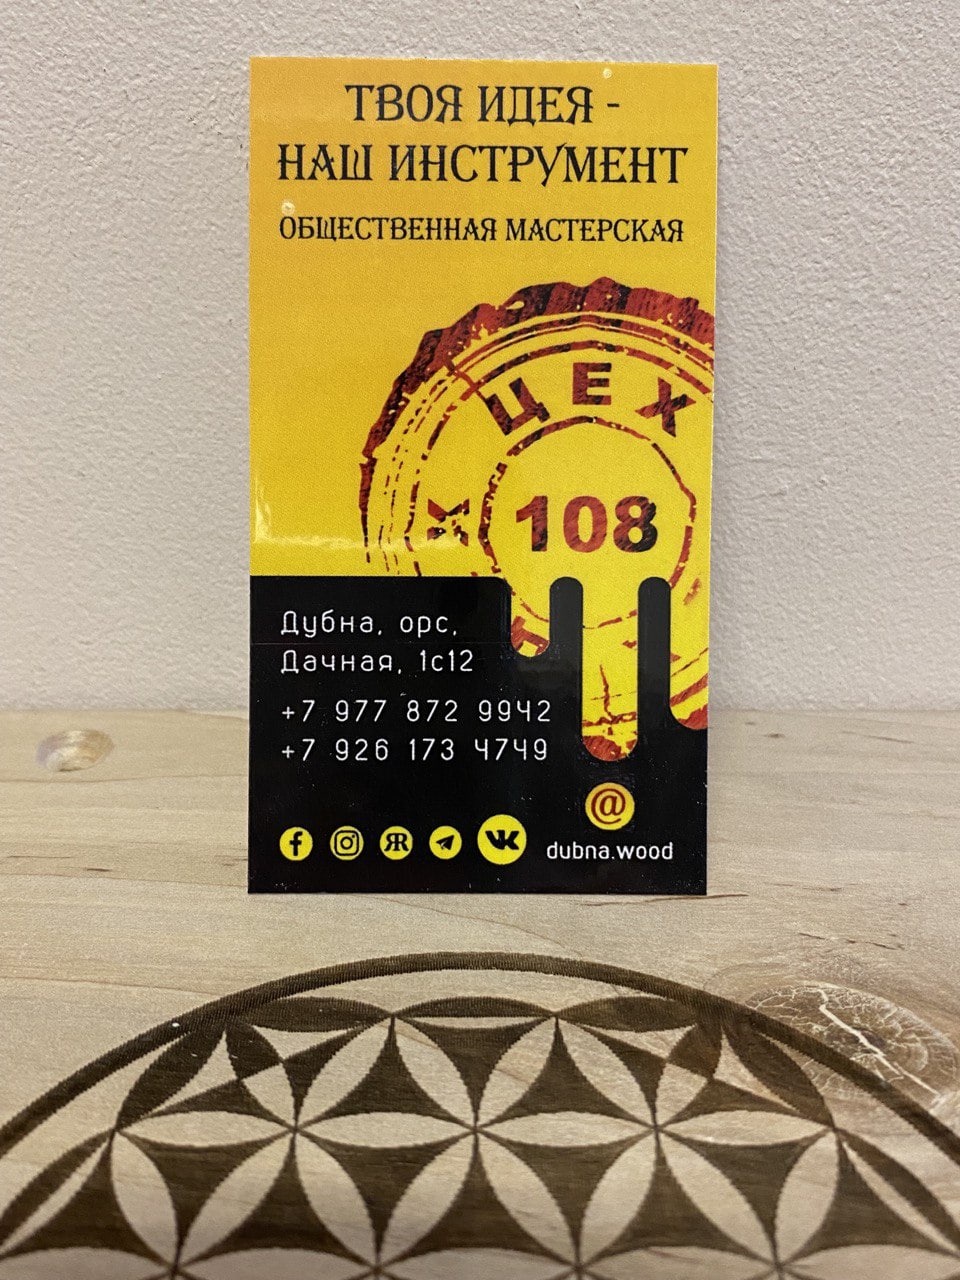 ТВОЯ ИДЕЯ -
НАШ ИНСТРУМЕНТ
ОБЩЕСТВЕННАЯ МАСТЕРСКАЯ
ЦЕХ
108
Дубна, орс,
Дачная, 1с12
+7 977 872 9942
+7 926 173 4749
@
dubna.wood